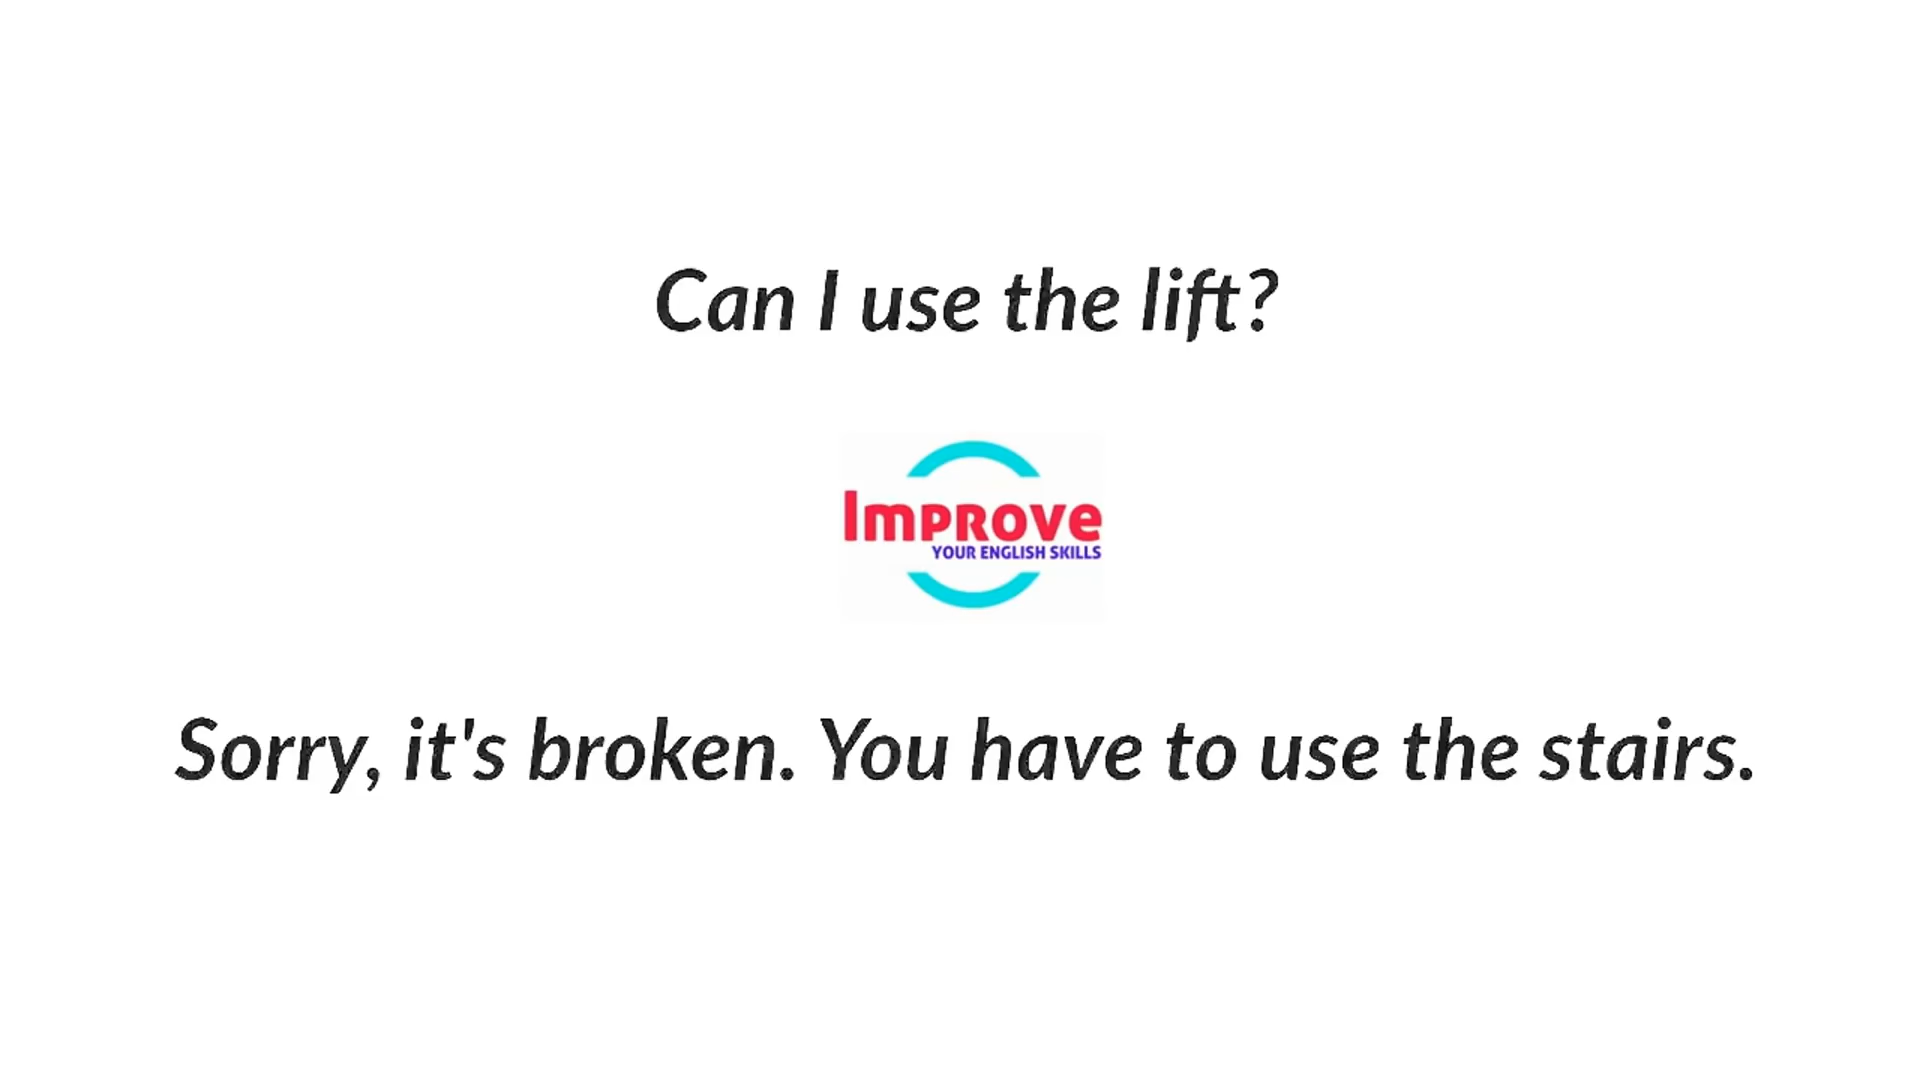 Can I use the lift?
Improve
YOUR ENGLISH SKILLS
Sorry, it's broken. You have to use the stairs.